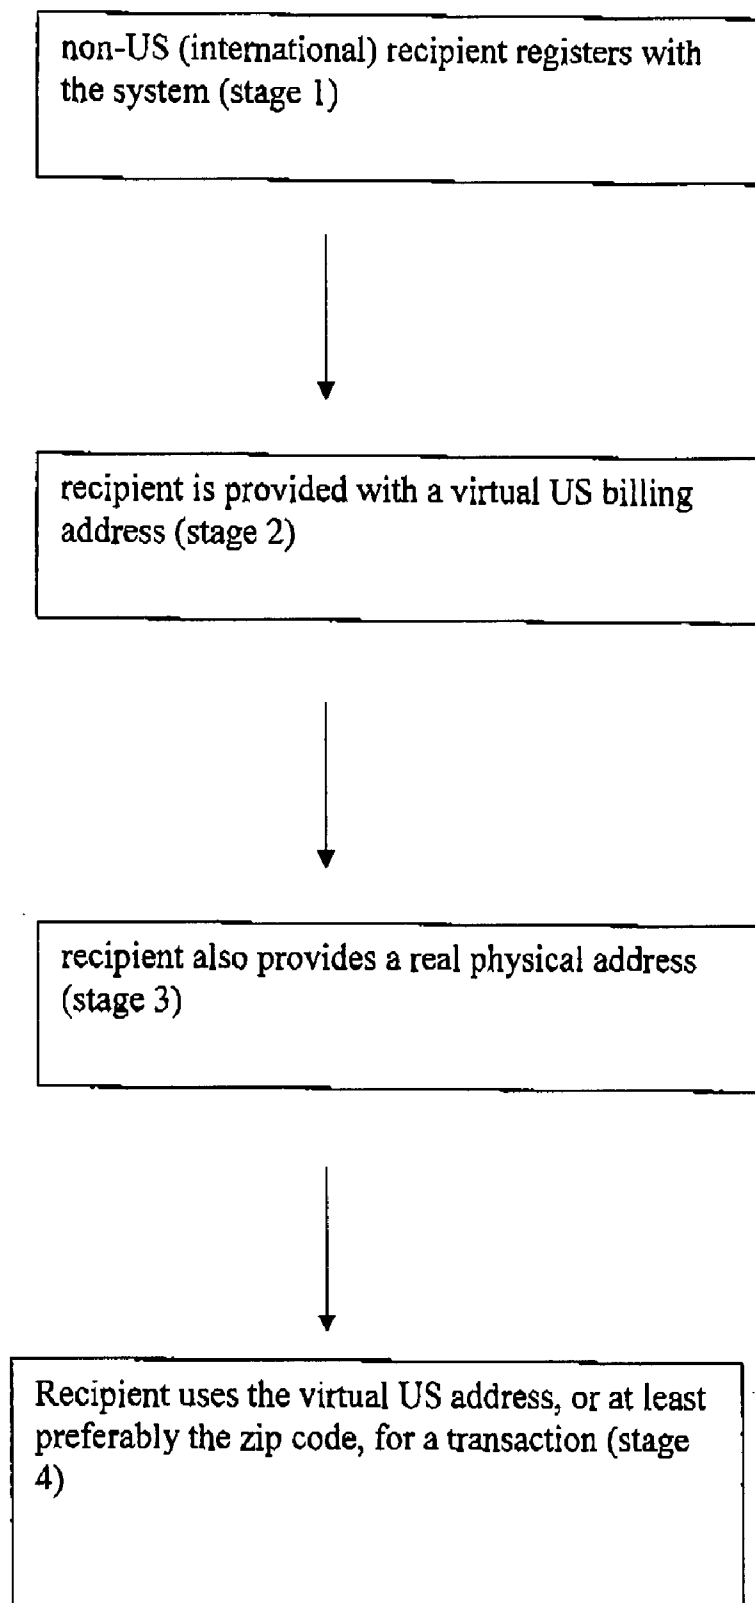 non-US (international) recipient registers with
the system (stage 1)
recipient is provided with a virtual US billing
address (stage 2)
recipient also provides a real physical address
(stage 3)
Recipient uses the virtual US address, or at least
preferably the zip code, for a transaction (stage
4)